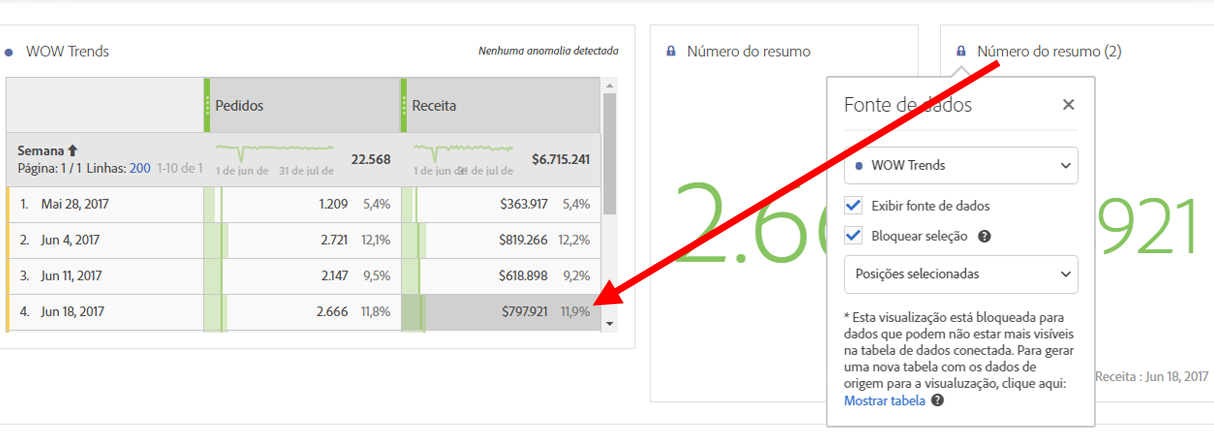 WOW Trends
Nenhuma anomalia detectada
Pedidos
Receita
Semana
Página: 1 / 1 Linhas: 200 1-10 de 1
1 de jun de 31 de jul de
22.568
1 de jun de 31 de jul de
$6.715.241
1. Mai 28, 2017 1.209 5,4% $363.917 5,4%
2. Jun 4, 2017 2.721 12,1% $819.266 12,2%
3. Jun 11, 2017 2.147 9,5% $618.898 9,2%
4. Jun 18, 2017 2.666 11,8% $797.921 11,9%
Número do resumo
2.6
Número do resumo (2)
921
Receita : Jun 18, 2017
Fonte de dados
WOW Trends
Exibir fonte de dados
Bloquear seleção
Posições selecionadas
* Esta visualização está bloqueada para
dados que podem não estar mais visíveis
na tabela de dados conectada. Para gerar
uma nova tabela com os dados de
origem para a visualuzação, clique aqui:
Mostrar tabela